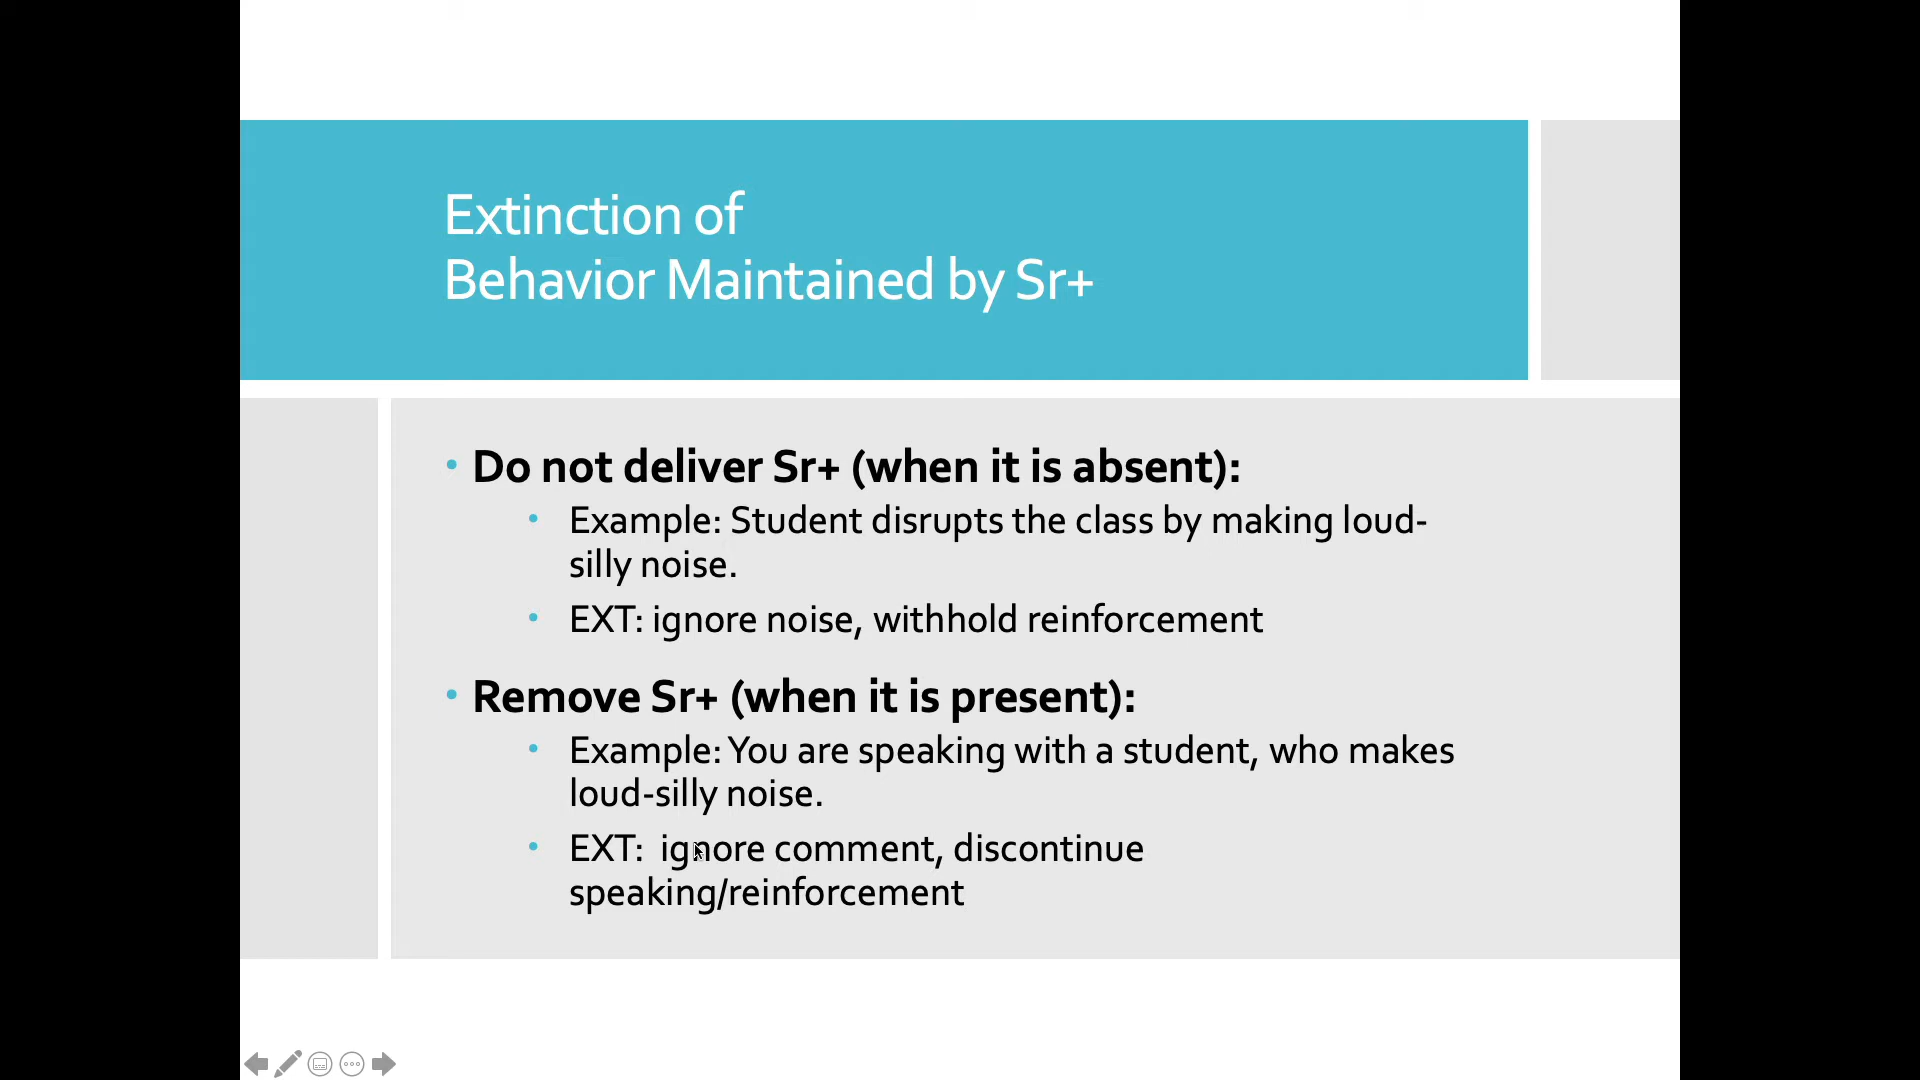 Extinction of
Behavior Maintained by Sr+
• Do not deliver Sr+ (when it is absent):
• Example: Student disrupts the class by making loud-
silly noise.
• EXT: ignore noise, withhold reinforcement
• Remove Sr+ (when it is present):
• Example: You are speaking with a student, who makes
loud-silly noise.
• EXT:  ignore comment, discontinue
speaking/reinforcement